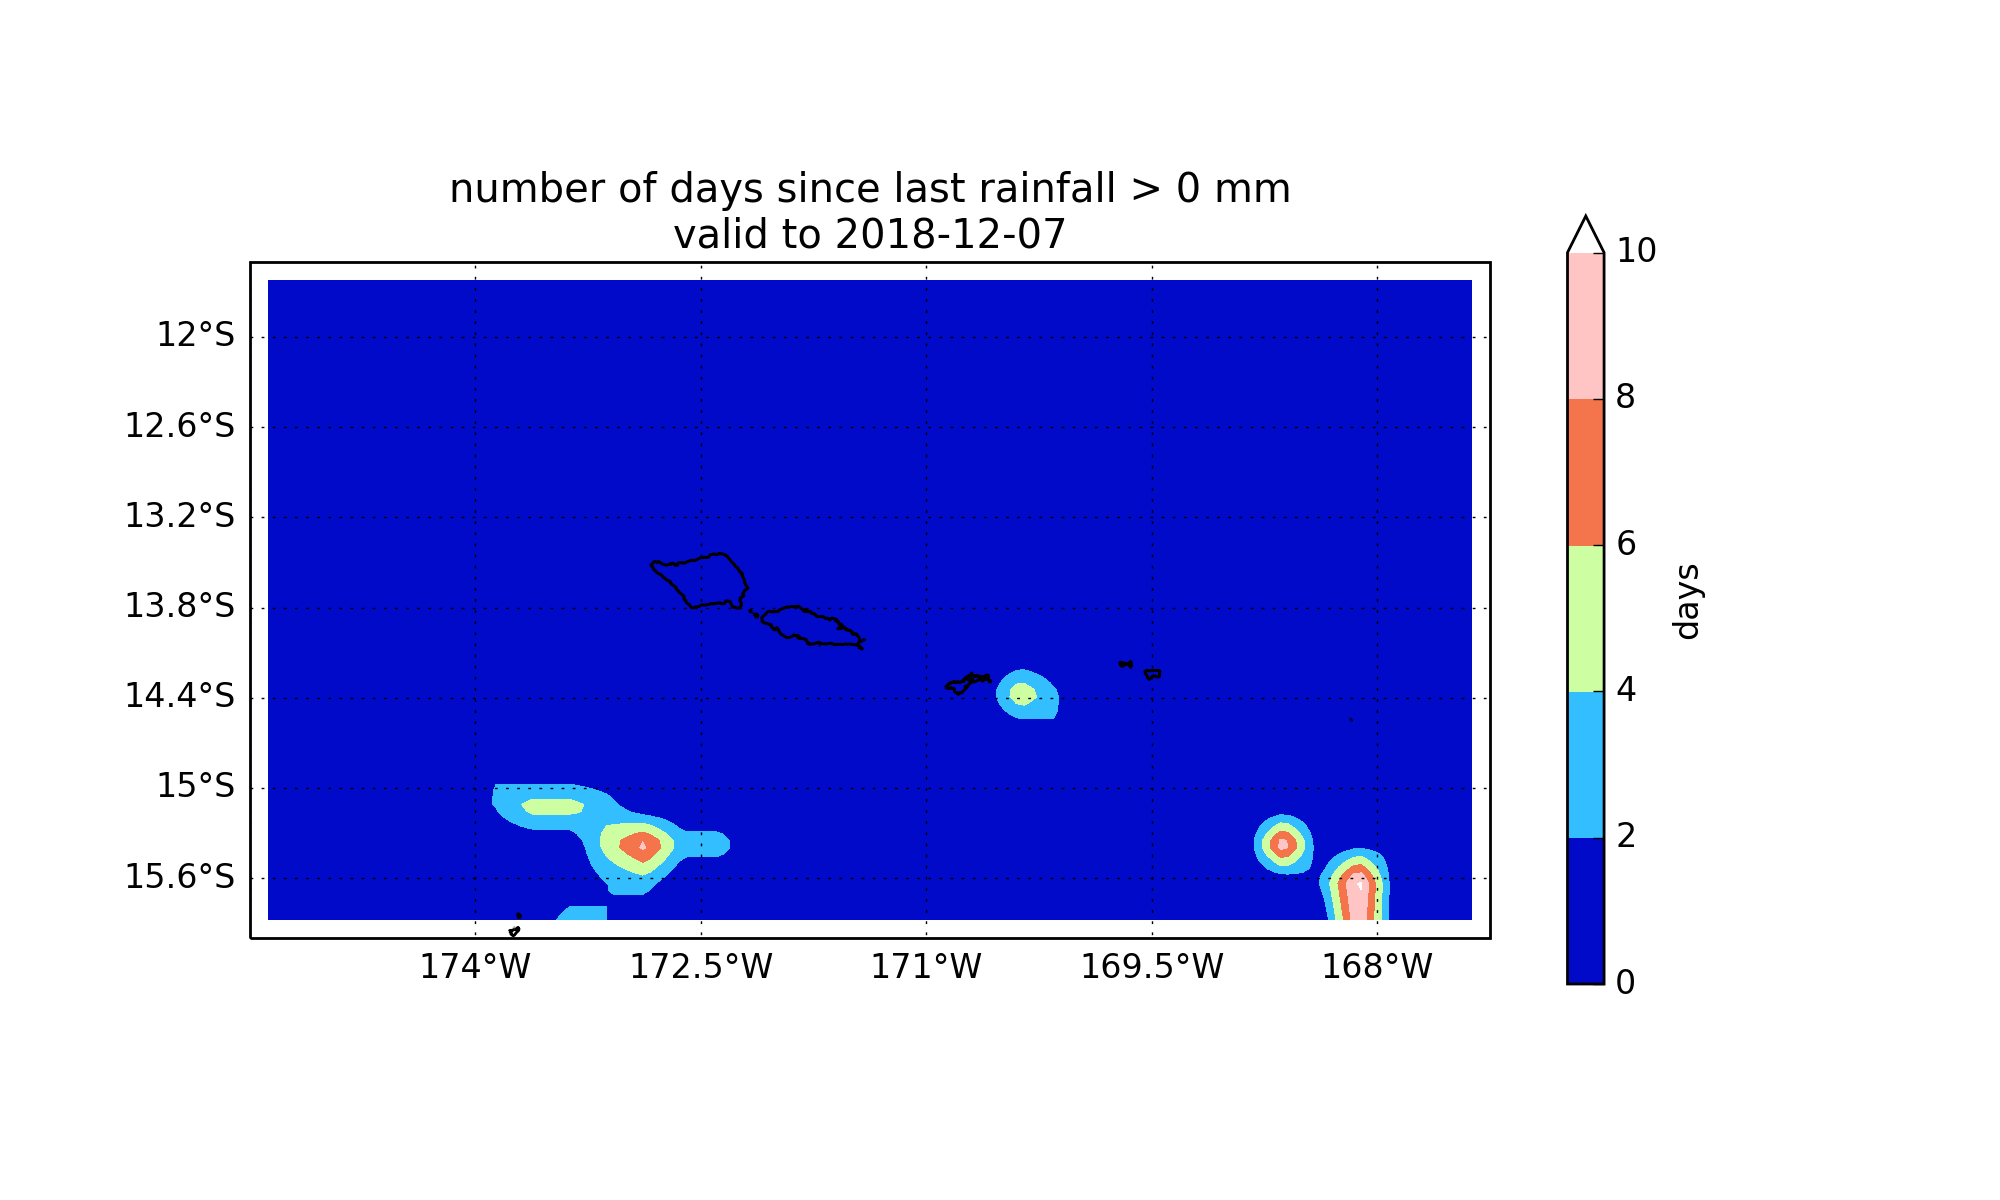 number of days since last rainfall > 0 mm
valid to 2018-12-07
12°S
12.6°S
13.2°S
13.8°S
14.4°S
15°S
15.6°S
174°W
172.5°W
171°W
169.5°W
168°W
10
8
6
4
2
0
days